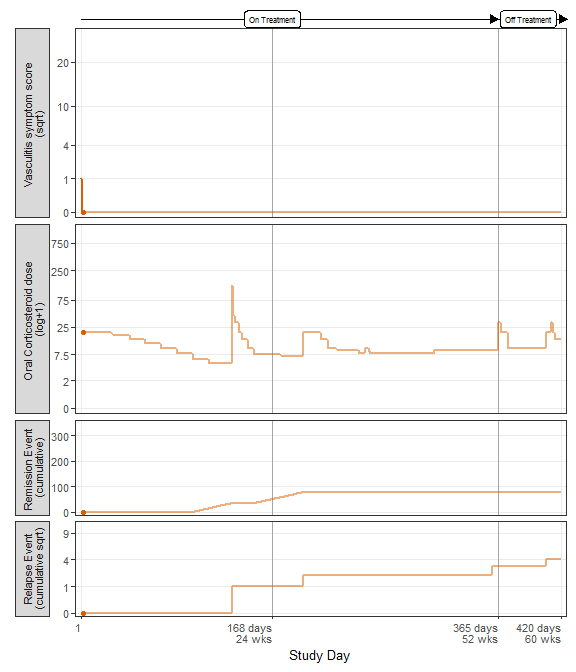 On Treatment
Off Treatment
Vasculitis symptom score
(sqrt)
20
10
4
1
0
Oral Corticosteroid dose
(log+1)
750
250
75
25
7.5
2
0
Remission Event
(cumulative)
300
200
100
0
Relapse Event
(cumulative sqrt)
9
4
1
0
1
168 days
24 wks
365 days
52 wks
420 days
60 wks
Study Day